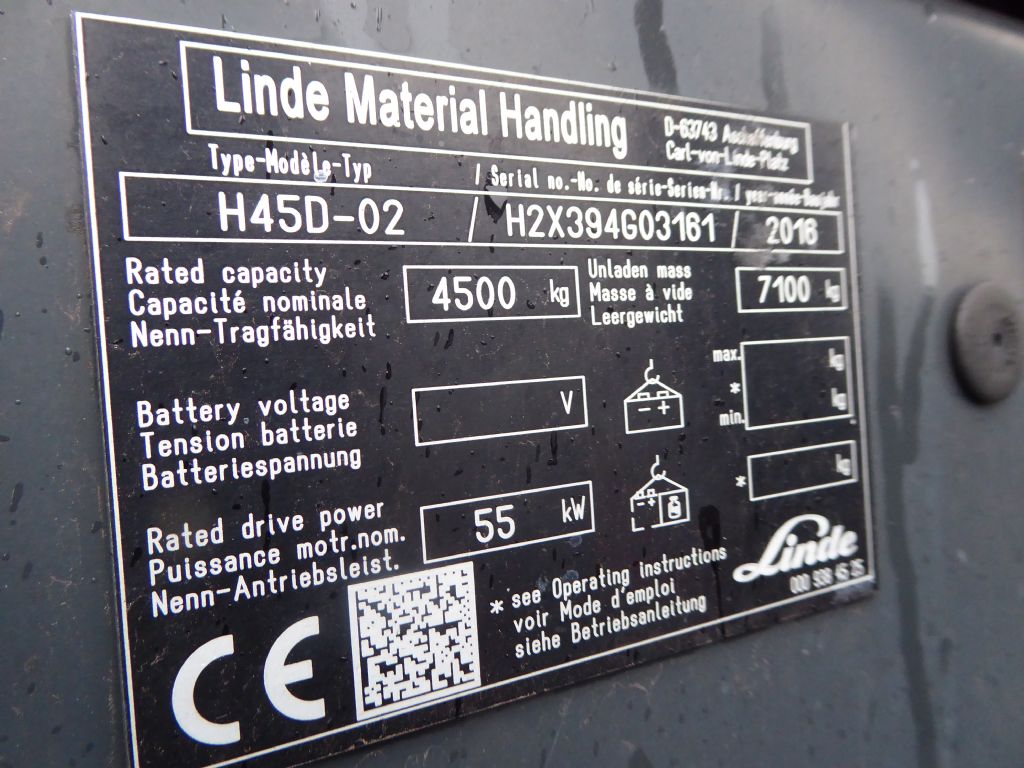 Linde Material Handling
D-63743 Aschaffenburg
Carl-von-Linde-Platz
Type-Modèle-Typ / Serial no.-No. de série-Serien-Nr. / year-année-Baujahr
H45D-02 / H2X394G03161 / 2016
Rated capacity
Capacité nominale
Nenn-Tragfähigkeit
4500 kg
Unladen mass
Masse à vide
Leergewicht
7100 kg
Battery voltage
Tension batterie
Batteriespannung
V
- +
max. kg
*
min. kg
* kg
Rated drive power
Puissance motr.nom.
Nenn-Antriebsleist.
55 kW
* see Operating instructions
voir Mode d'emploi
siehe Betriebsanleitung
Linde
CE